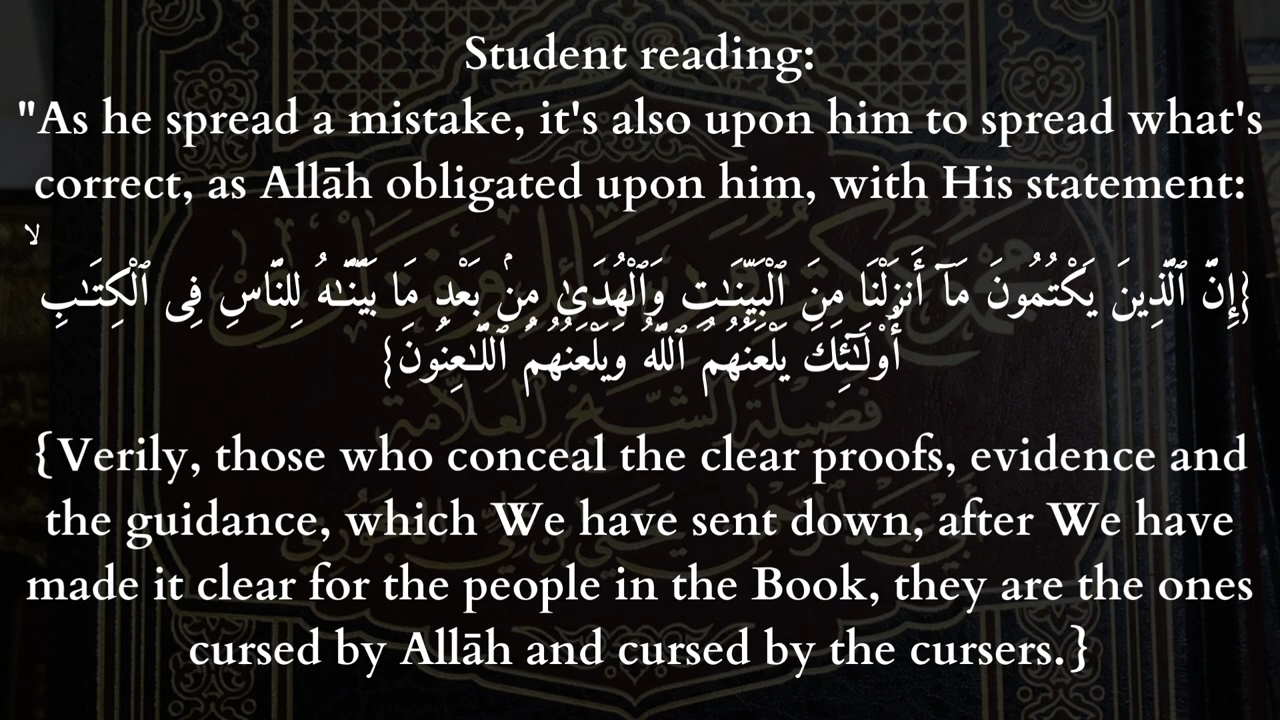 Student reading:
"As he spread a mistake, it's also upon him to spread what's
correct, as Allāh obligated upon him, with His statement:
{إِنَّ ٱلَّذِينَ يَكْتُمُونَ مَآ أَنزَلْنَا مِنَ ٱلْبَيِّنَـٰتِ وَٱلْهُدَىٰ مِنۢ بَعْدِ مَا بَيَّنَّـٰهُ لِلنَّاسِ فِى ٱلْكِتَـٰبِ ۙ
أُو۟لَـٰٓئِكَ يَلْعَنُهُمُ ٱللَّهُ وَيَلْعَنُهُمُ ٱللَّـٰعِنُونَ}
{Verily, those who conceal the clear proofs, evidence and
the guidance, which We have sent down, after We have
made it clear for the people in the Book, they are the ones
cursed by Allāh and cursed by the cursers.}
فضيلة الشيخ العلامة